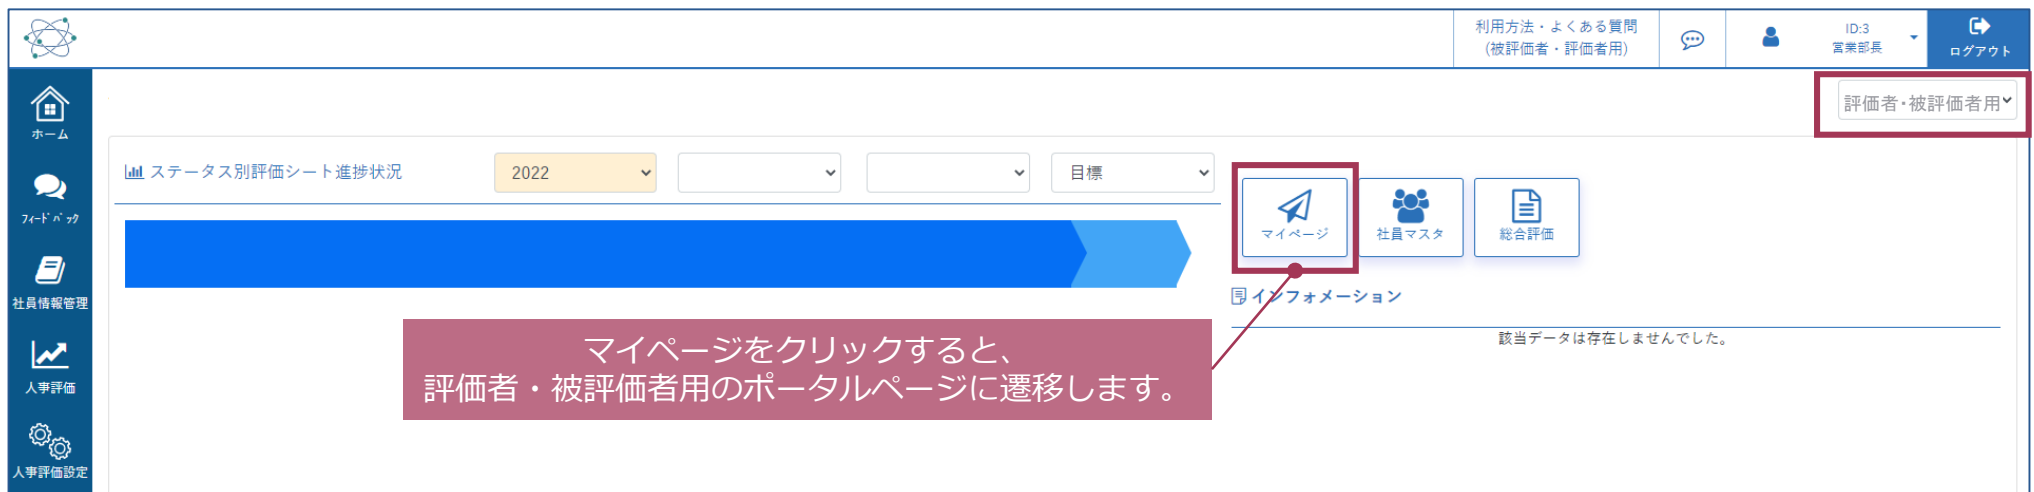 利用方法・よくある質問
(被評価者・評価者用)
ID:3
営業部長
ログアウト
評価者・被評価者用
ホーム
フィードバック
社員情報管理
人事評価
人事評価設定
ステータス別評価シート進捗状況
2022
目標
マイページ
社員マスタ
総合評価
インフォメーション
該当データは存在しませんでした。
マイページをクリックすると、
評価者・被評価者用のポータルページに遷移します。